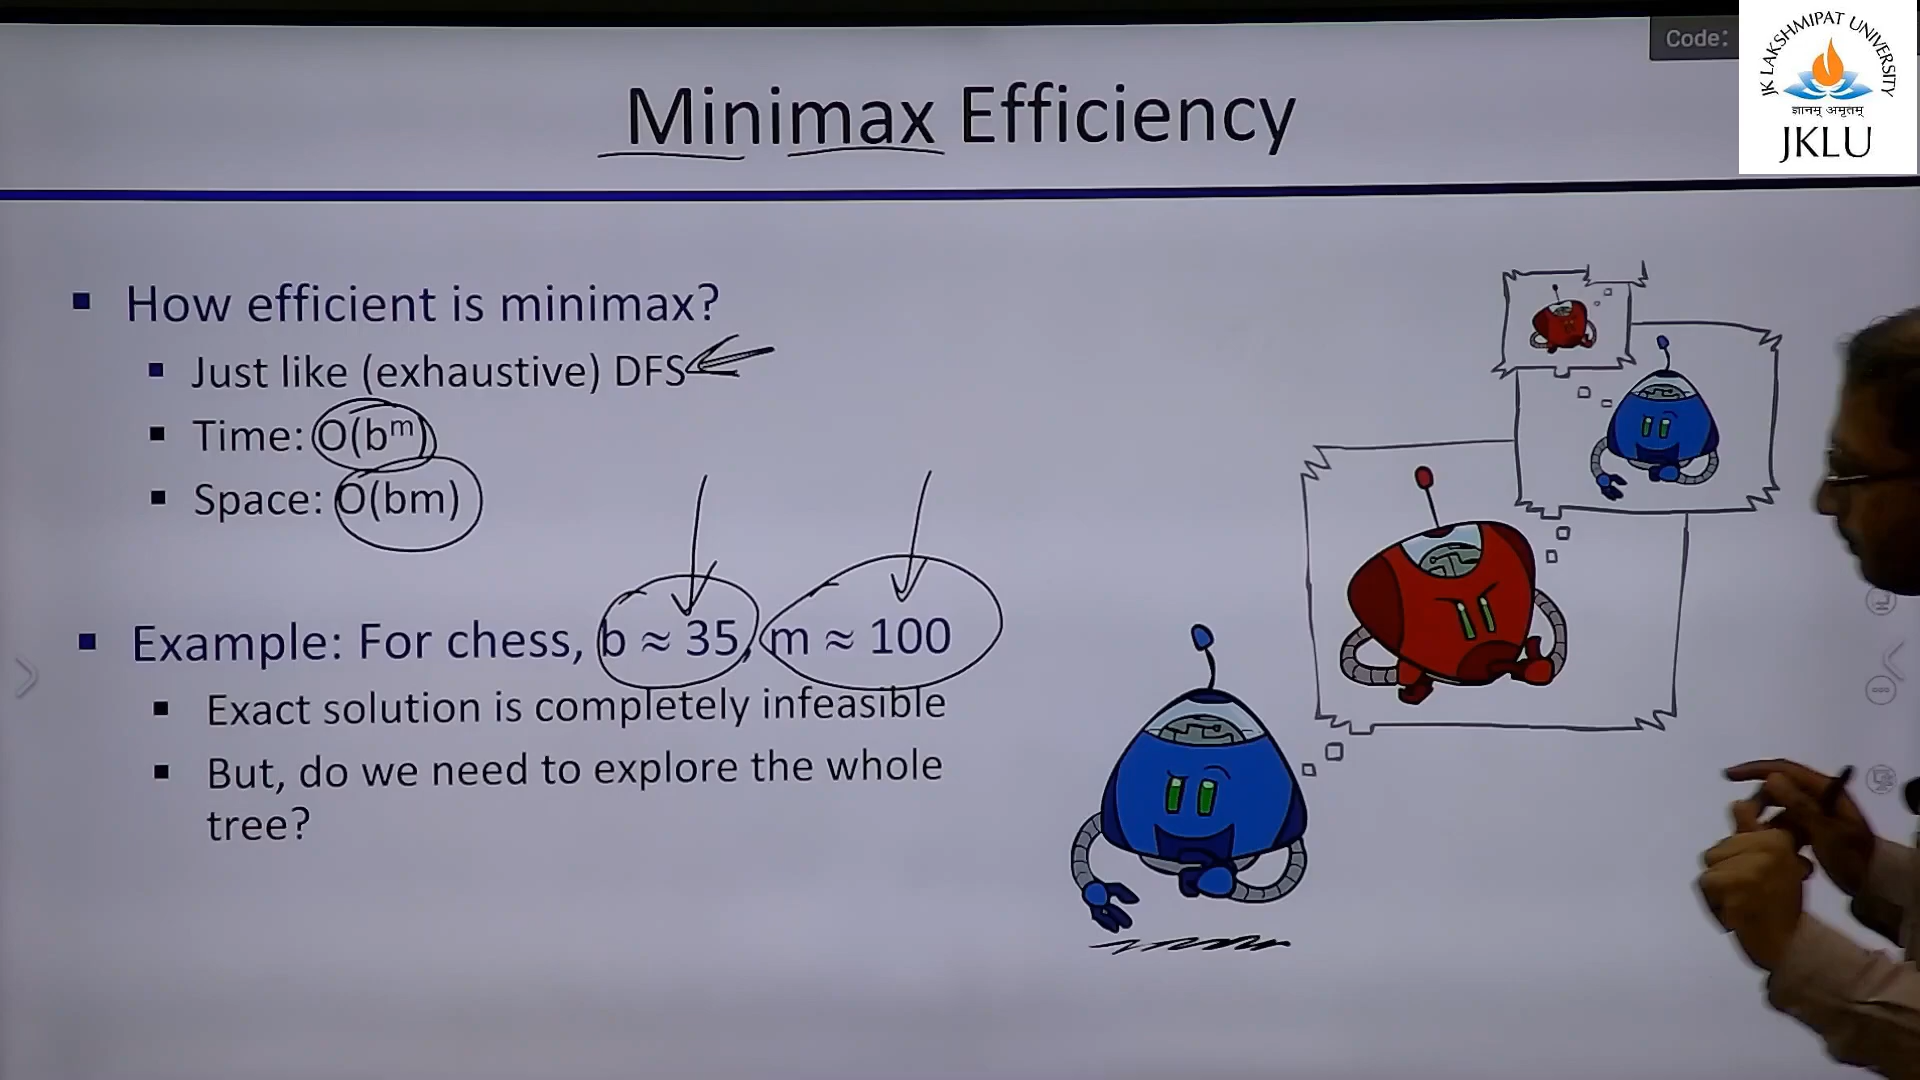 Code:
JK LAKSHMIPAT UNIVERSITY
ज्ञानम् अमृतम्
JKLU
Minimax Efficiency
▪ How efficient is minimax?
▪ Just like (exhaustive) DFS
▪ Time: O(bᵐ)
▪ Space: O(bm)
▪ Example: For chess, b ≈ 35, m ≈ 100
▪ Exact solution is completely infeasible
▪ But, do we need to explore the whole
tree?